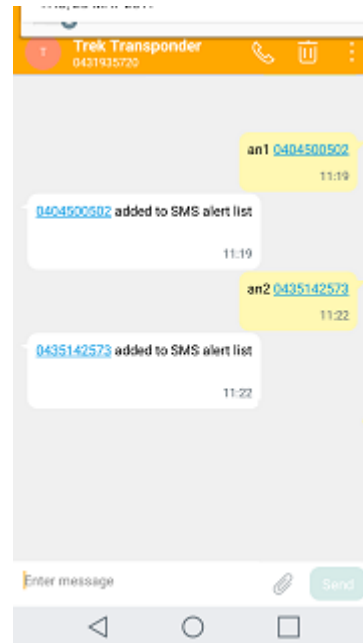 Trek Transponder
0431935720
an1 0404500502
11:19
0404500502 added to SMS alert list
11:19
an2 0435142573
11:22
0435142573 added to SMS alert list
11:22
Enter message
Send